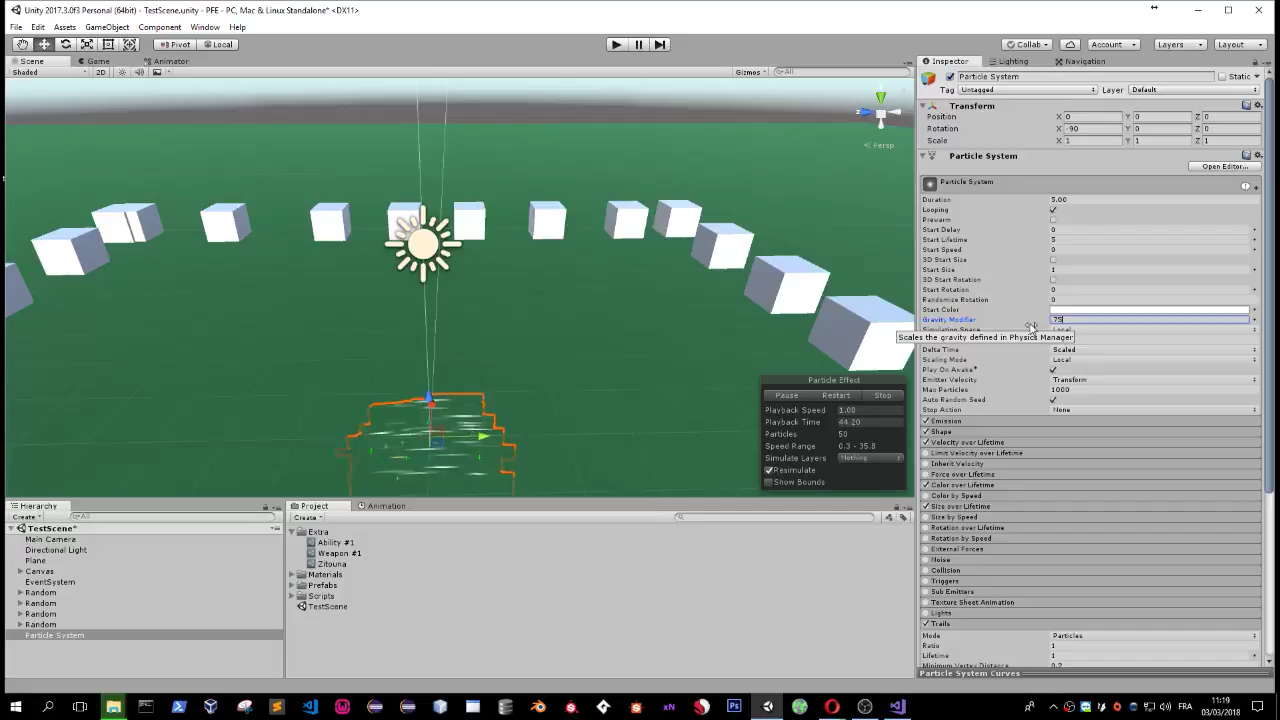 Unity 2017.3.0f3 Personal (64bit) - TestScene.unity - PFE - PC, Mac & Linux Standalone* <DX11>
File Edit Assets GameObject Component Window Help
Pivot Local Collab Account Layers Layout
Scene Game Animator
Shaded 2D Gizmos All
Persp
Inspector Lighting Navigation
Particle System Static
Tag Untagged Layer Default
Transform
Position X 0 Y 0 Z 0
Rotation X -90 Y 0 Z 0
Scale X 1 Y 1 Z 1
Particle System
Open Editor...
Particle System
Duration 5.00
Looping
Prewarm
Start Delay 0
Start Lifetime 5
Start Speed 0
3D Start Size
Start Size 1
3D Start Rotation
Start Rotation 0
Randomize Rotation 0
Start Color
Gravity Modifier .75
Simulation Space Local
Scales the gravity defined in Physics Manager
Delta Time Scaled
Scaling Mode Local
Play On Awake*
Emitter Velocity Transform
Max Particles 1000
Auto Random Seed
Stop Action None
Emission
Shape
Velocity over Lifetime
Limit Velocity over Lifetime
Inherit Velocity
Force over Lifetime
Color over Lifetime
Color by Speed
Size over Lifetime
Size by Speed
Rotation over Lifetime
Rotation by Speed
External Forces
Noise
Collision
Triggers
Sub Emitters
Texture Sheet Animation
Lights
Trails
Mode Particles
Ratio 1
Lifetime 1
Minimum Vertex Distance 0.2
Particle System Curves
Particle Effect
Pause Restart Stop
Playback Speed 1.00
Playback Time 44.20
Particles 50
Speed Range 0.3 - 35.8
Simulate Layers Nothing
Resimulate
Show Bounds
Hierarchy
Create All
TestScene*
Main Camera
Directional Light
Plane
Canvas
EventSystem
Random
Random
Random
Random
Particle System
Project Animation
Create
Extra
Ability #1
Weapon #1
Zitouna
Materials
Prefabs
Scripts
TestScene
FRA
11:19
03/03/2018